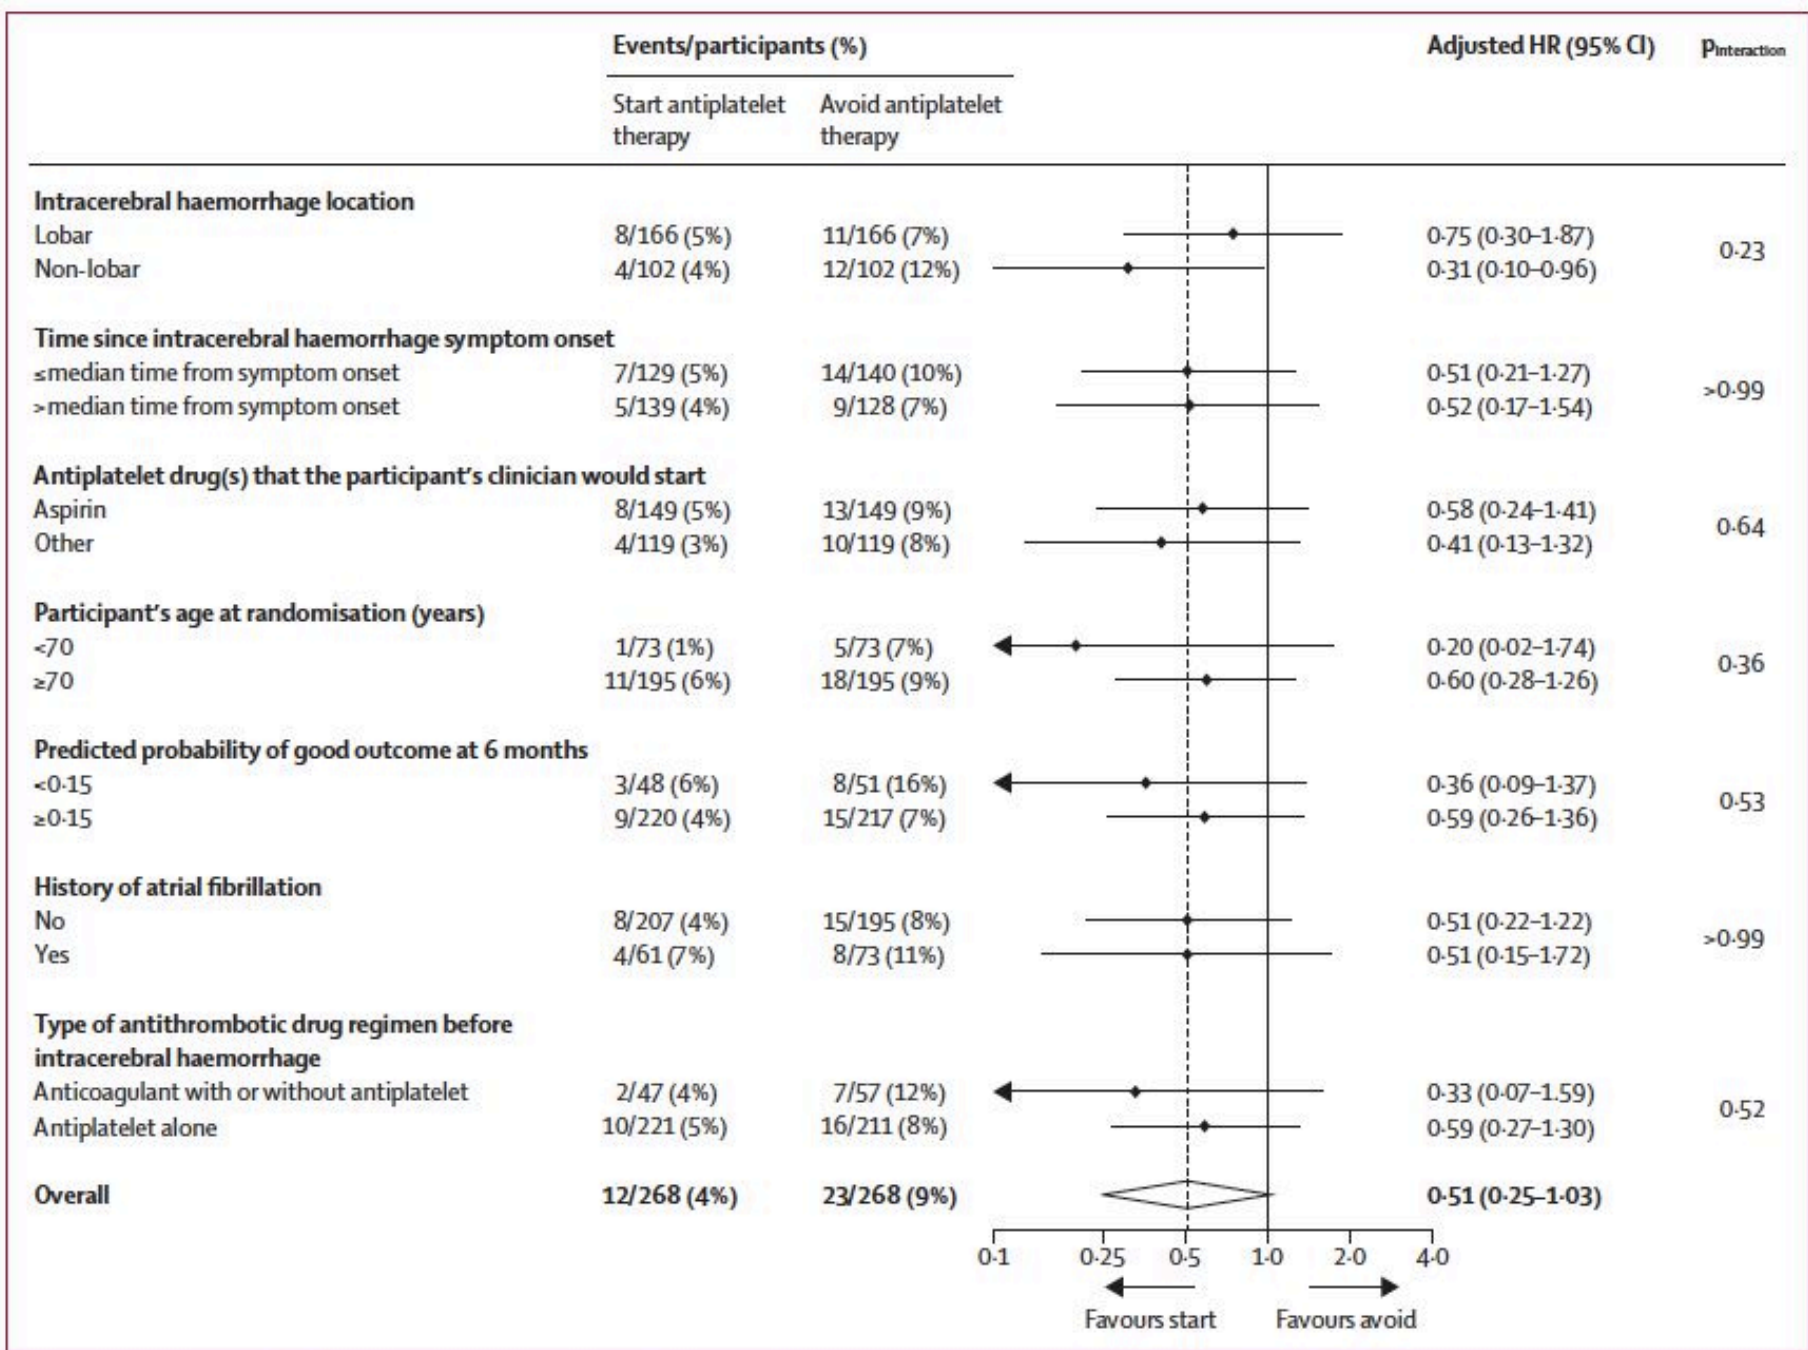 Events/participants (%) Adjusted HR (95% CI) pInteraction
Start antiplatelet therapy Avoid antiplatelet therapy
Intracerebral haemorrhage location
Lobar 8/166 (5%) 11/166 (7%) 0·75 (0·30–1·87)
0·23
Non-lobar 4/102 (4%) 12/102 (12%) 0·31 (0·10–0·96)
Time since intracerebral haemorrhage symptom onset
≤median time from symptom onset 7/129 (5%) 14/140 (10%) 0·51 (0·21–1·27)
>0·99
>median time from symptom onset 5/139 (4%) 9/128 (7%) 0·52 (0·17–1·54)
Antiplatelet drug(s) that the participant's clinician would start
Aspirin 8/149 (5%) 13/149 (9%) 0·58 (0·24–1·41)
0·64
Other 4/119 (3%) 10/119 (8%) 0·41 (0·13–1·32)
Participant's age at randomisation (years)
<70 1/73 (1%) 5/73 (7%) 0·20 (0·02–1·74)
0·36
≥70 11/195 (6%) 18/195 (9%) 0·60 (0·28–1·26)
Predicted probability of good outcome at 6 months
<0·15 3/48 (6%) 8/51 (16%) 0·36 (0·09–1·37)
0·53
≥0·15 9/220 (4%) 15/217 (7%) 0·59 (0·26–1·36)
History of atrial fibrillation
No 8/207 (4%) 15/195 (8%) 0·51 (0·22–1·22)
>0·99
Yes 4/61 (7%) 8/73 (11%) 0·51 (0·15–1·72)
Type of antithrombotic drug regimen before
intracerebral haemorrhage
Anticoagulant with or without antiplatelet 2/47 (4%) 7/57 (12%) 0·33 (0·07–1.59)
0·52
Antiplatelet alone 10/221 (5%) 16/211 (8%) 0·59 (0·27–1·30)
Overall 12/268 (4%) 23/268 (9%) 0·51 (0·25–1·03)
0·1 0·25 0·5 1·0 2·0 4·0
Favours start Favours avoid